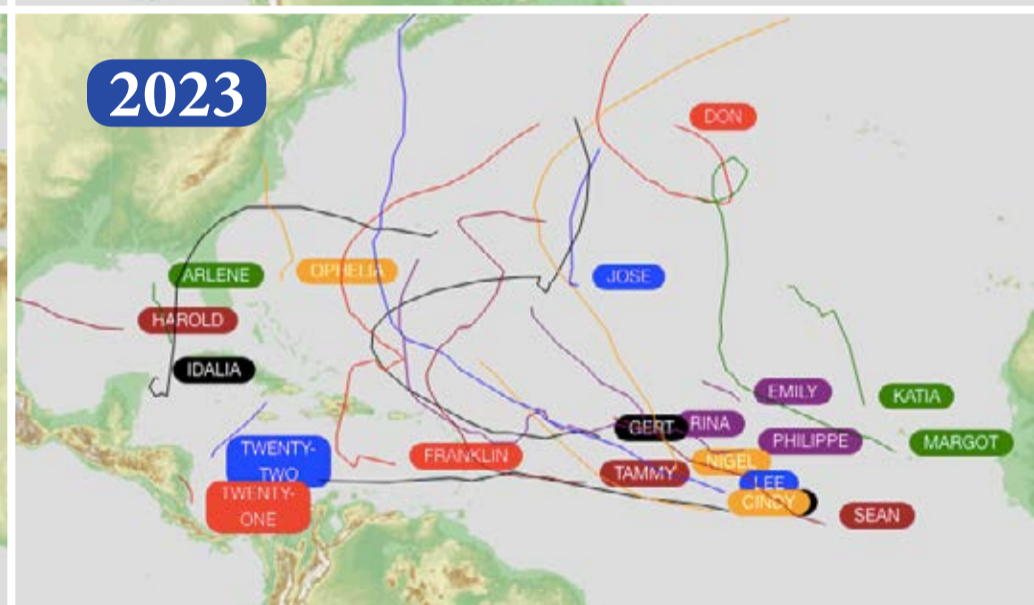 2023
DON
ARLENE
OPHELIA
JOSE
HAROLD
IDALIA
EMILY
KATIA
GERT
RINA
PHILIPPE
MARGOT
TWENTY-
TWO
FRANKLIN
NIGEL
TAMMY
LEE
TWENTY-
ONE
CINDY
SEAN